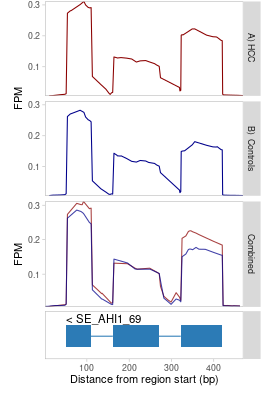 0.3
0.2
0.1
A) HCC
FPM
0.3
0.2
0.1
B): Controls
0.3
0.2
0.1
Combined
FPM
< SE_AHI1_69
100
200
300
400
Distance from region start (bp)